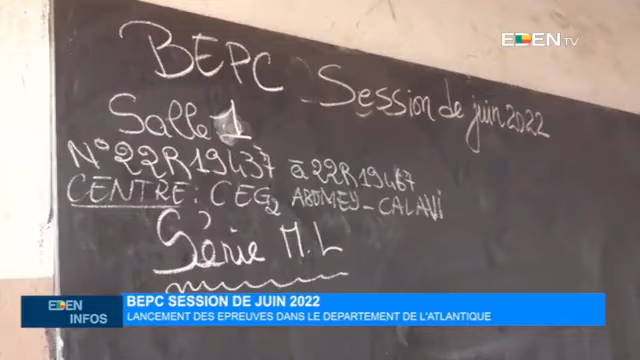 EDEN TV
BEPC Session de juin 2022
Salle 1
N° 22R19437 à 22R19467
CENTRE : CEG2 ABOMEY-CALAVI
Série M.L
EDEN INFOS
BEPC SESSION DE JUIN 2022
LANCEMENT DES EPREUVES DANS LE DEPARTEMENT DE L'ATLANTIQUE